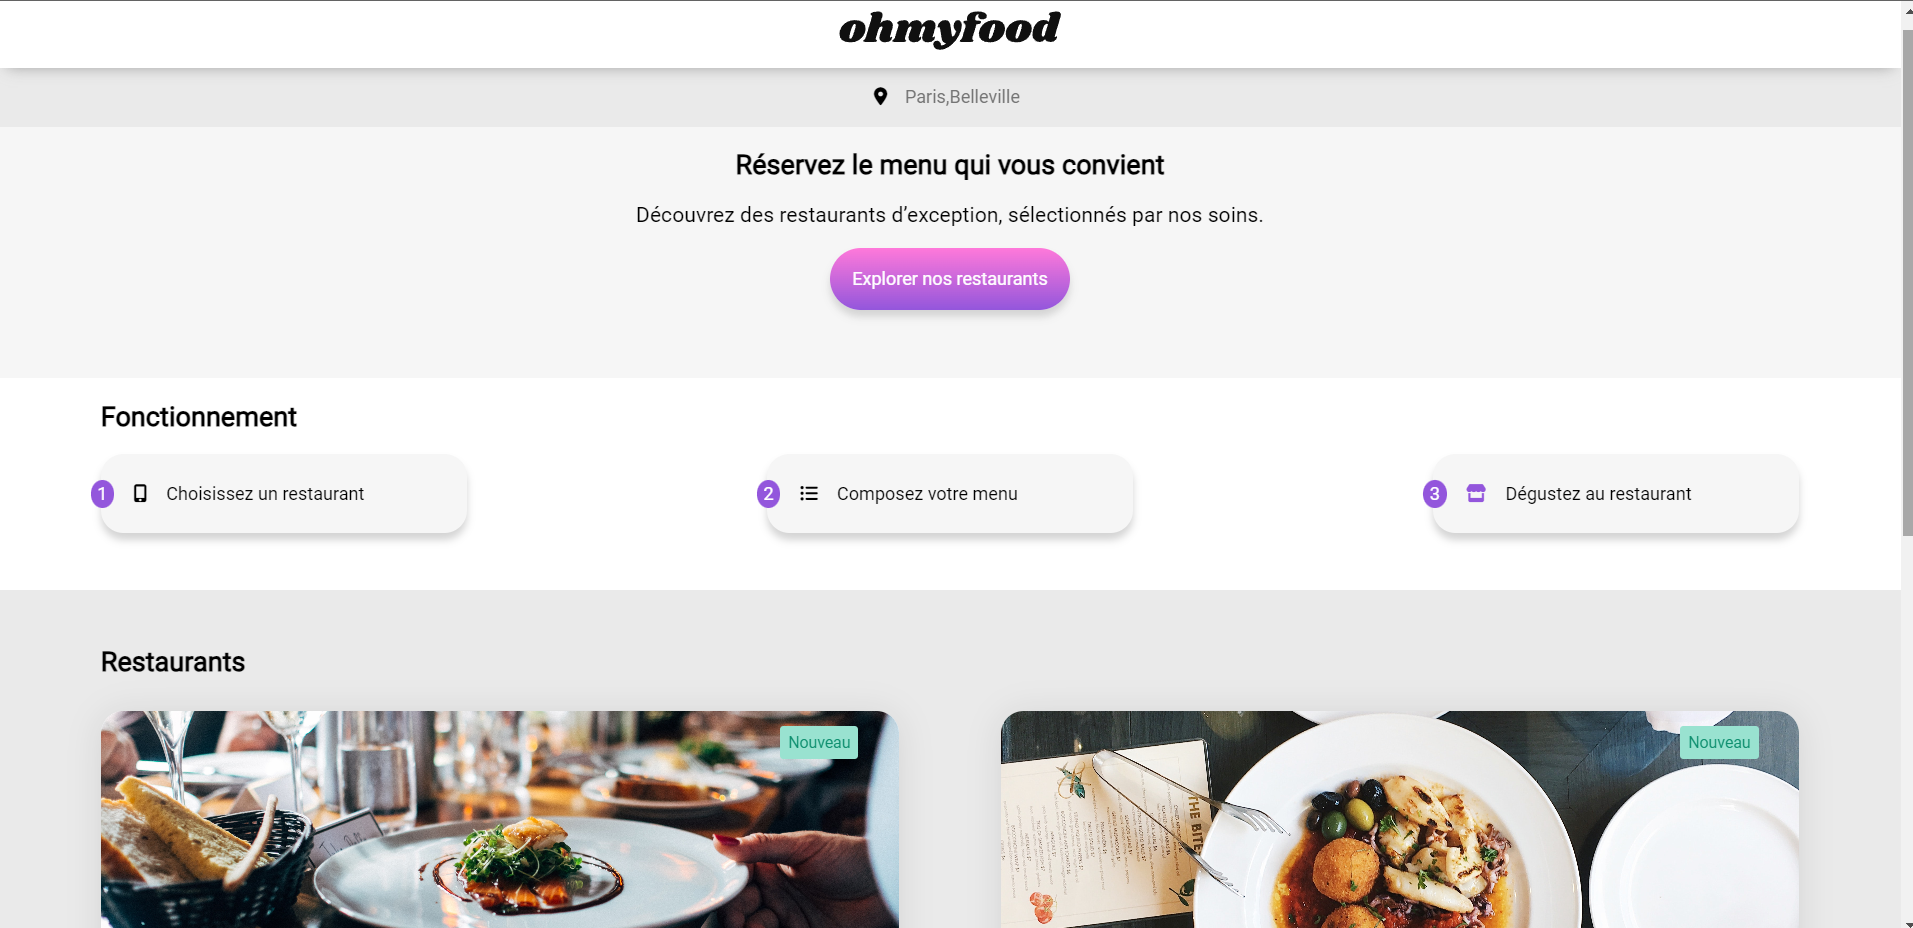 ohmyfood
Paris,Belleville
Réservez le menu qui vous convient
Découvrez des restaurants d’exception, sélectionnés par nos soins.
Explorer nos restaurants
Fonctionnement
1 Choisissez un restaurant
2 Composez votre menu
3 Dégustez au restaurant
Restaurants
Nouveau
Nouveau
THE BITE